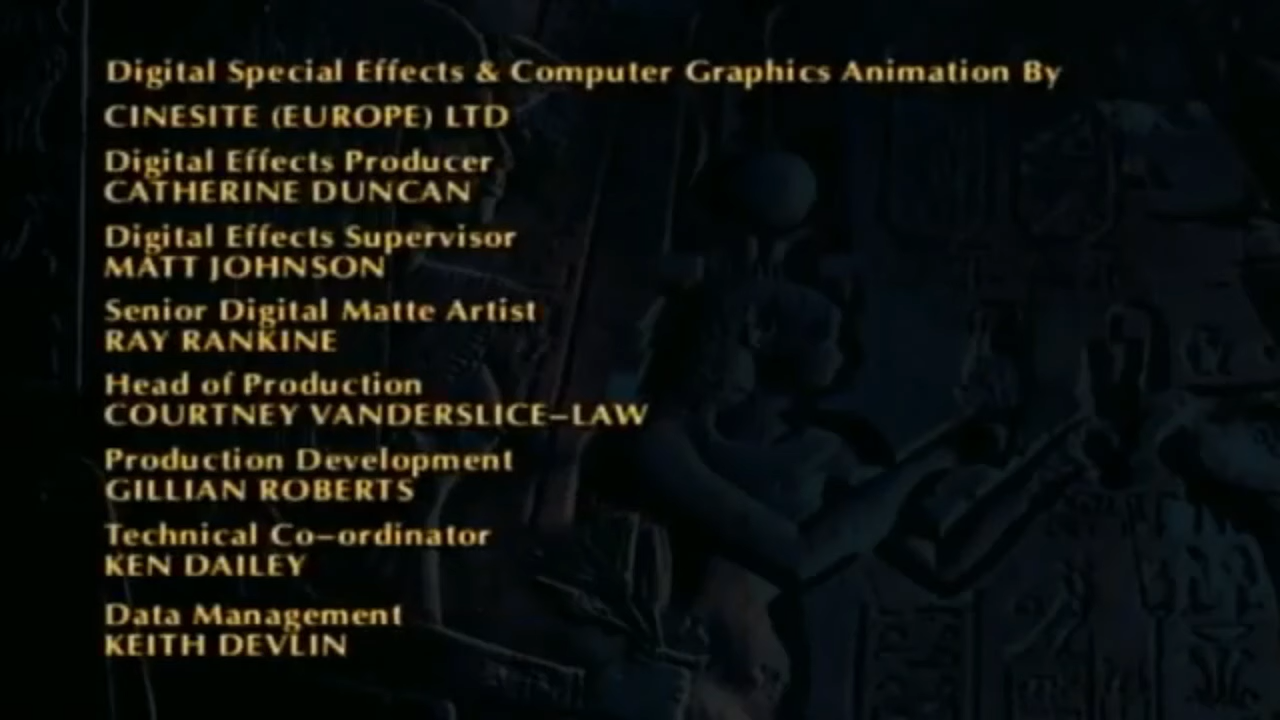 Digital Special Effects & Computer Graphics Animation By
CINESITE (EUROPE) LTD
Digital Effects Producer
CATHERINE DUNCAN
Digital Effects Supervisor
MATT JOHNSON
Senior Digital Matte Artist
RAY RANKINE
Head of Production
COURTNEY VANDERSLICE–LAW
Production Development
GILLIAN ROBERTS
Technical Co–ordinator
KEN DAILEY
Data Management
KEITH DEVLIN